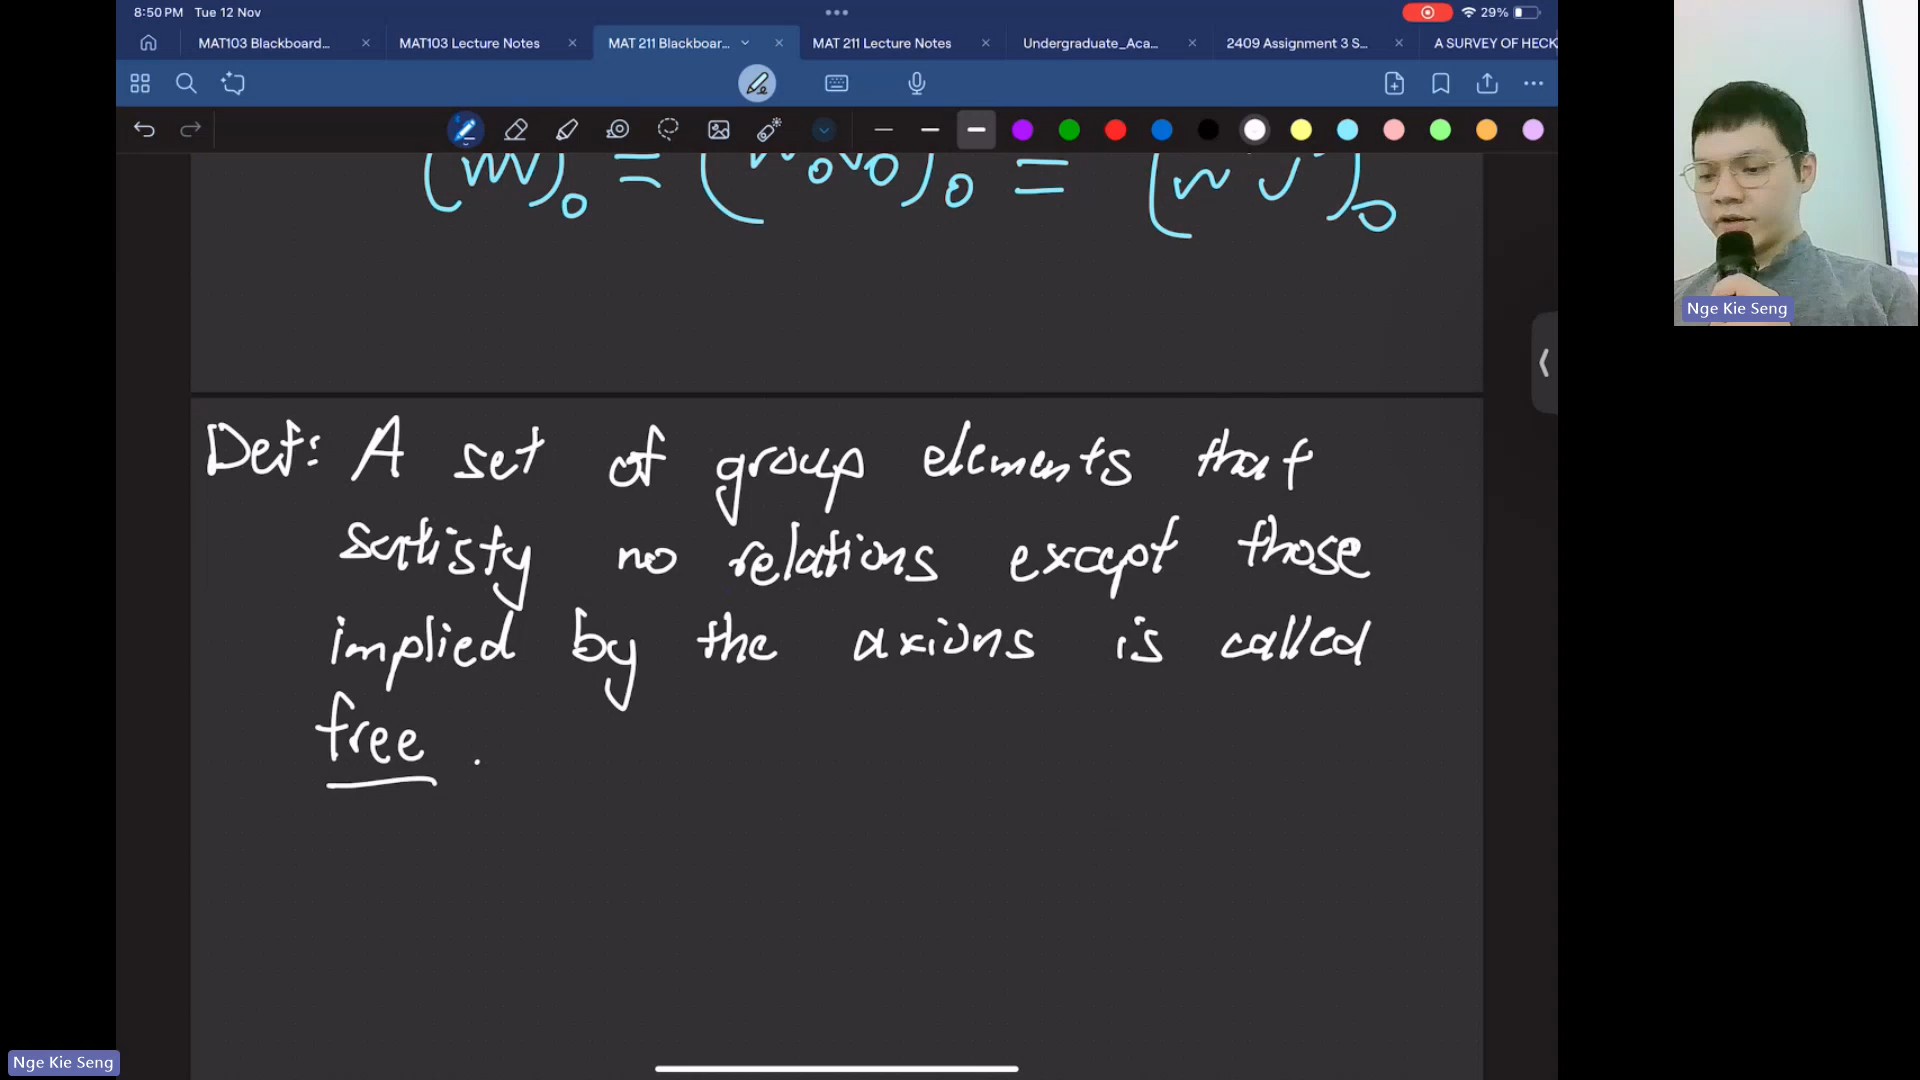 8:50 PM Tue 12 Nov
29%
MAT103 Blackboard...
MAT103 Lecture Notes
MAT 211 Blackboar...
MAT 211 Lecture Notes
Undergraduate_Aca...
2409 Assignment 3 S...
A SURVEY OF HECK
Def: A set of group elements that
satisfy no relations except those
implied by the axioms is called
free.
Nge Kie Seng
Nge Kie Seng